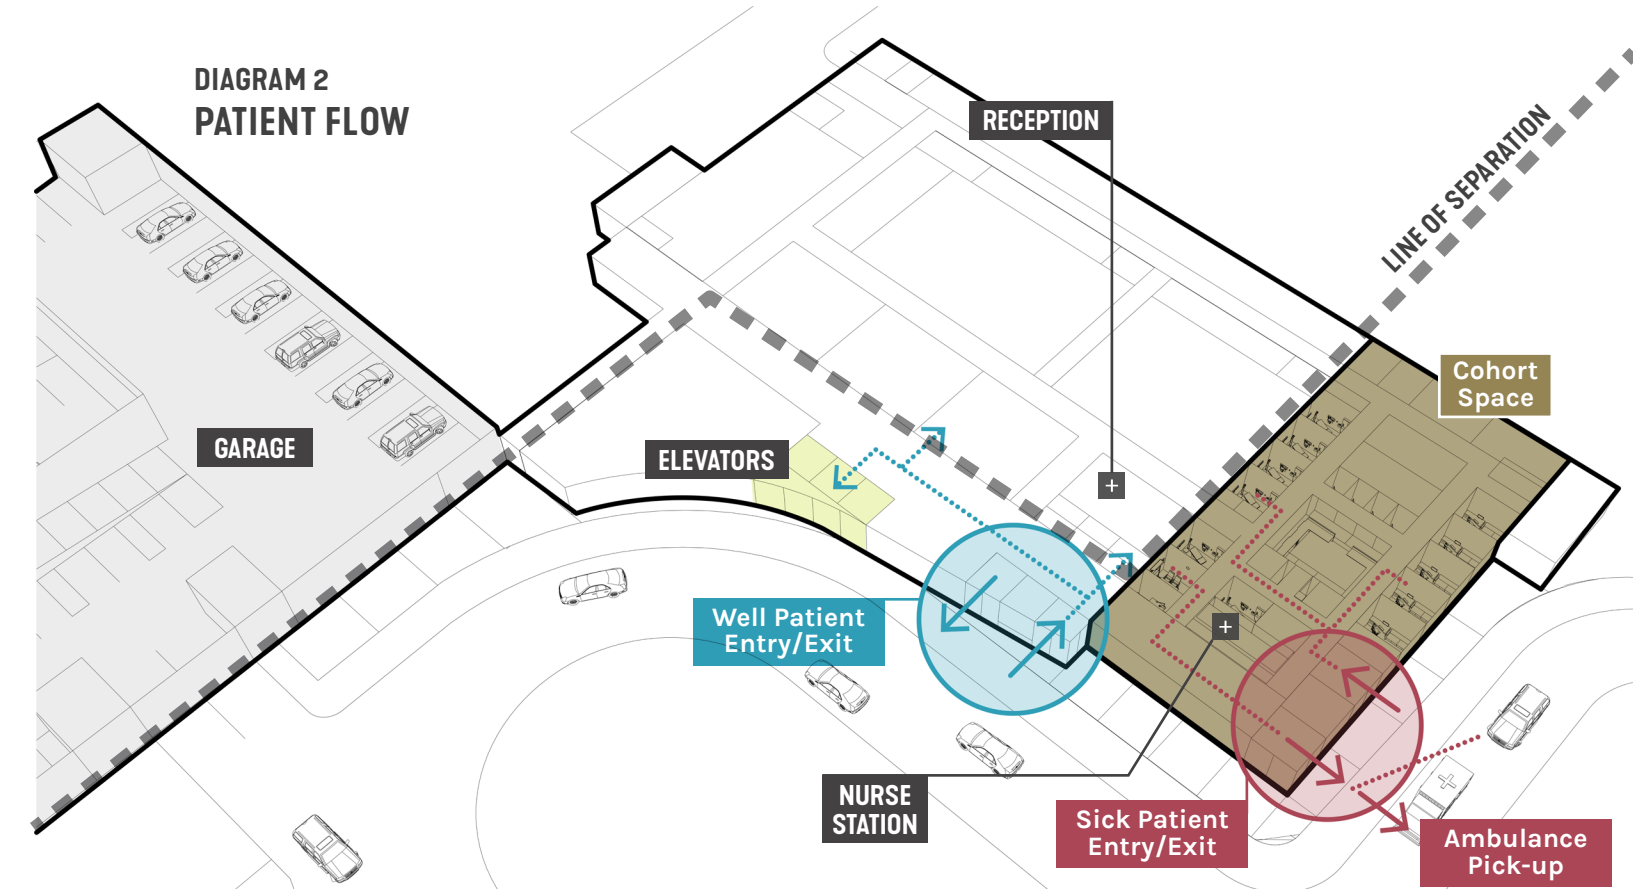 DIAGRAM 2
PATIENT FLOW
RECEPTION
LINE OF SEPARATION
Cohort
Space
GARAGE
ELEVATORS
Well Patient
Entry/Exit
NURSE
STATION
Sick Patient
Entry/Exit
Ambulance
Pick-up